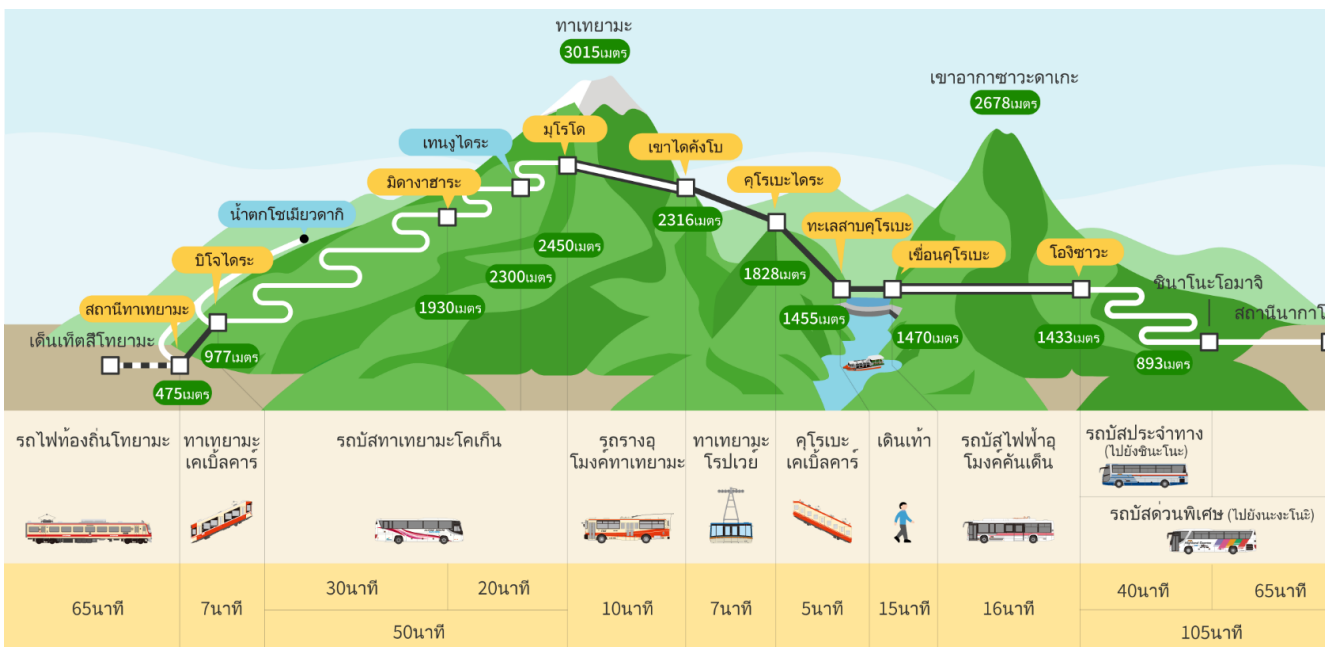 ทาเทยามะ
3015เมตร
เขาอากาซาวะดาเกะ
2678เมตร
เทนงูไดระ
มุโรโด
เขาไดคังโบ
มิดางาฮาระ
คุโรเบะไดระ
น้ำตกโชเมียวดากิ
2316เมตร
ทะเลสาบคุโรเบะ
2450เมตร
เขื่อนคุโรเบะ
โองิซาวะ
บิโจไดระ
1828เมตร
2300เมตร
ชินาโนะโอมาจิ
สถานีทาเทยามะ
1930เมตร
1455เมตร
สถานีนากาโ
เด็นเท็ตสึโทยามะ
1470เมตร
1433เมตร
977เมตร
893เมตร
475เมตร
รถไฟท้องถิ่นโทยามะ
ทาเทยามะ
เคเบิ้ลคาร์
รถบัสทาเทยามะโคเก็น
รถรางอุ
โมงค์ทาเทยามะ
ทาเทยามะ
โรปเวย์
คุโรเบะ
เคเบิ้ลคาร์
เดินเท้า
รถบัสไฟฟ้าอุ
โมงค์คันเด็น
รถบัสประจำทาง
(ไปยังชินะโนะ)
รถบัสด่วนพิเศษ (ไปยังนะงะโนะ)
65นาที
7นาที
30นาที
20นาที
50นาที
10นาที
7นาที
5นาที
15นาที
16นาที
40นาที
65นาที
105นาที